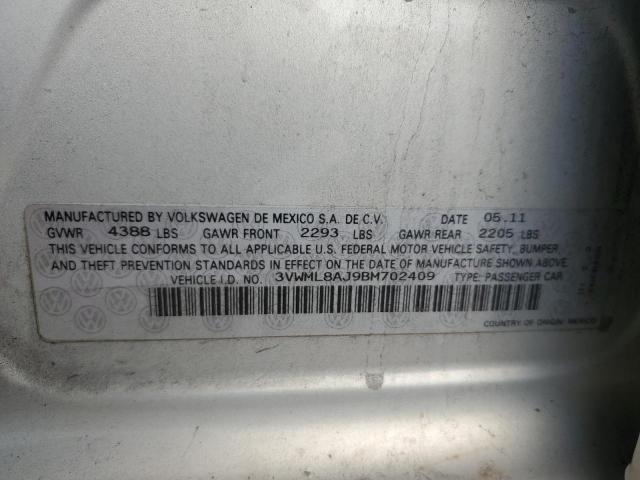 MANUFACTURED BY VOLKSWAGEN DE MEXICO S.A. DE C.V. DATE 05.11
GVWR 4388 LBS GAWR FRONT 2293 LBS GAWR REAR 2205 LBS
THIS VEHICLE CONFORMS TO ALL APPLICABLE U.S. FEDERAL MOTOR VEHICLE SAFETY, BUMPER,
AND THEFT PREVENTION STANDARDS IN EFFECT ON THE DATE OF MANUFACTURE SHOWN ABOVE.
VEHICLE I.D. NO. 3VWML8AJ9BM702409 TYPE: PASSENGER CAR
COUNTRY OF ORIGIN: MEXICO